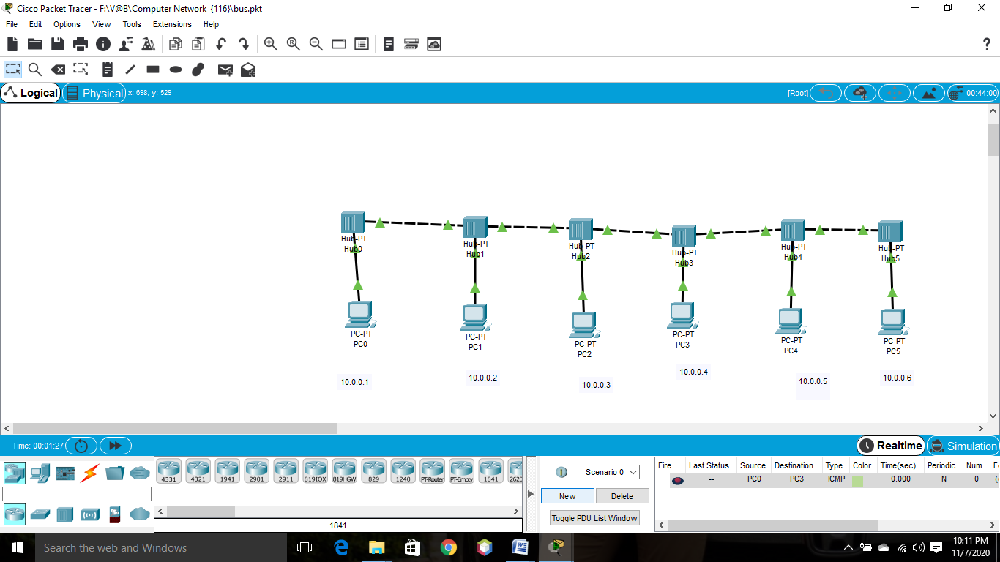 Cisco Packet Tracer - F:\V@B\Computer Network {116}\bus.pkt
File Edit Options View Tools Extensions Help
?
Logical Physical x: 698, y: 529 [Root] 00:44:00
Hub-PT
Hub0
Hub-PT
Hub1
Hub-PT
Hub2
Hub-PT
Hub3
Hub-PT
Hub4
Hub-PT
Hub5
PC-PT
PC0
PC-PT
PC1
PC-PT
PC2
PC-PT
PC3
PC-PT
PC4
PC-PT
PC5
10.0.0.1
10.0.0.2
10.0.0.3
10.0.0.4
10.0.0.5
10.0.0.6
Time: 00:01:27 Realtime Simulation
4331 4321 1941 2901 2911 819IOX 819HGW 829 1240 PT-Router PT-Empty 1841 2620
1841
Scenario 0
New Delete
Toggle PDU List Window
Fire Last Status Source Destination Type Color Time(sec) Periodic Num
-- PC0 PC3 ICMP 0.000 N 0 (
Search the web and Windows
10:11 PM
11/7/2020